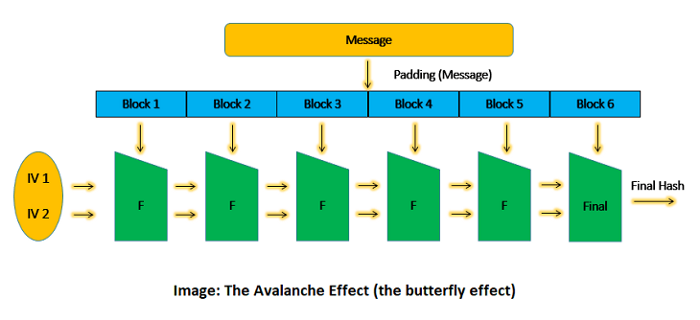 Message
Padding (Message)
Block 1 Block 2 Block 3 Block 4 Block 5 Block 6
IV 1
IV 2
F F F F F Final
Final Hash
Image: The Avalanche Effect (the butterfly effect)